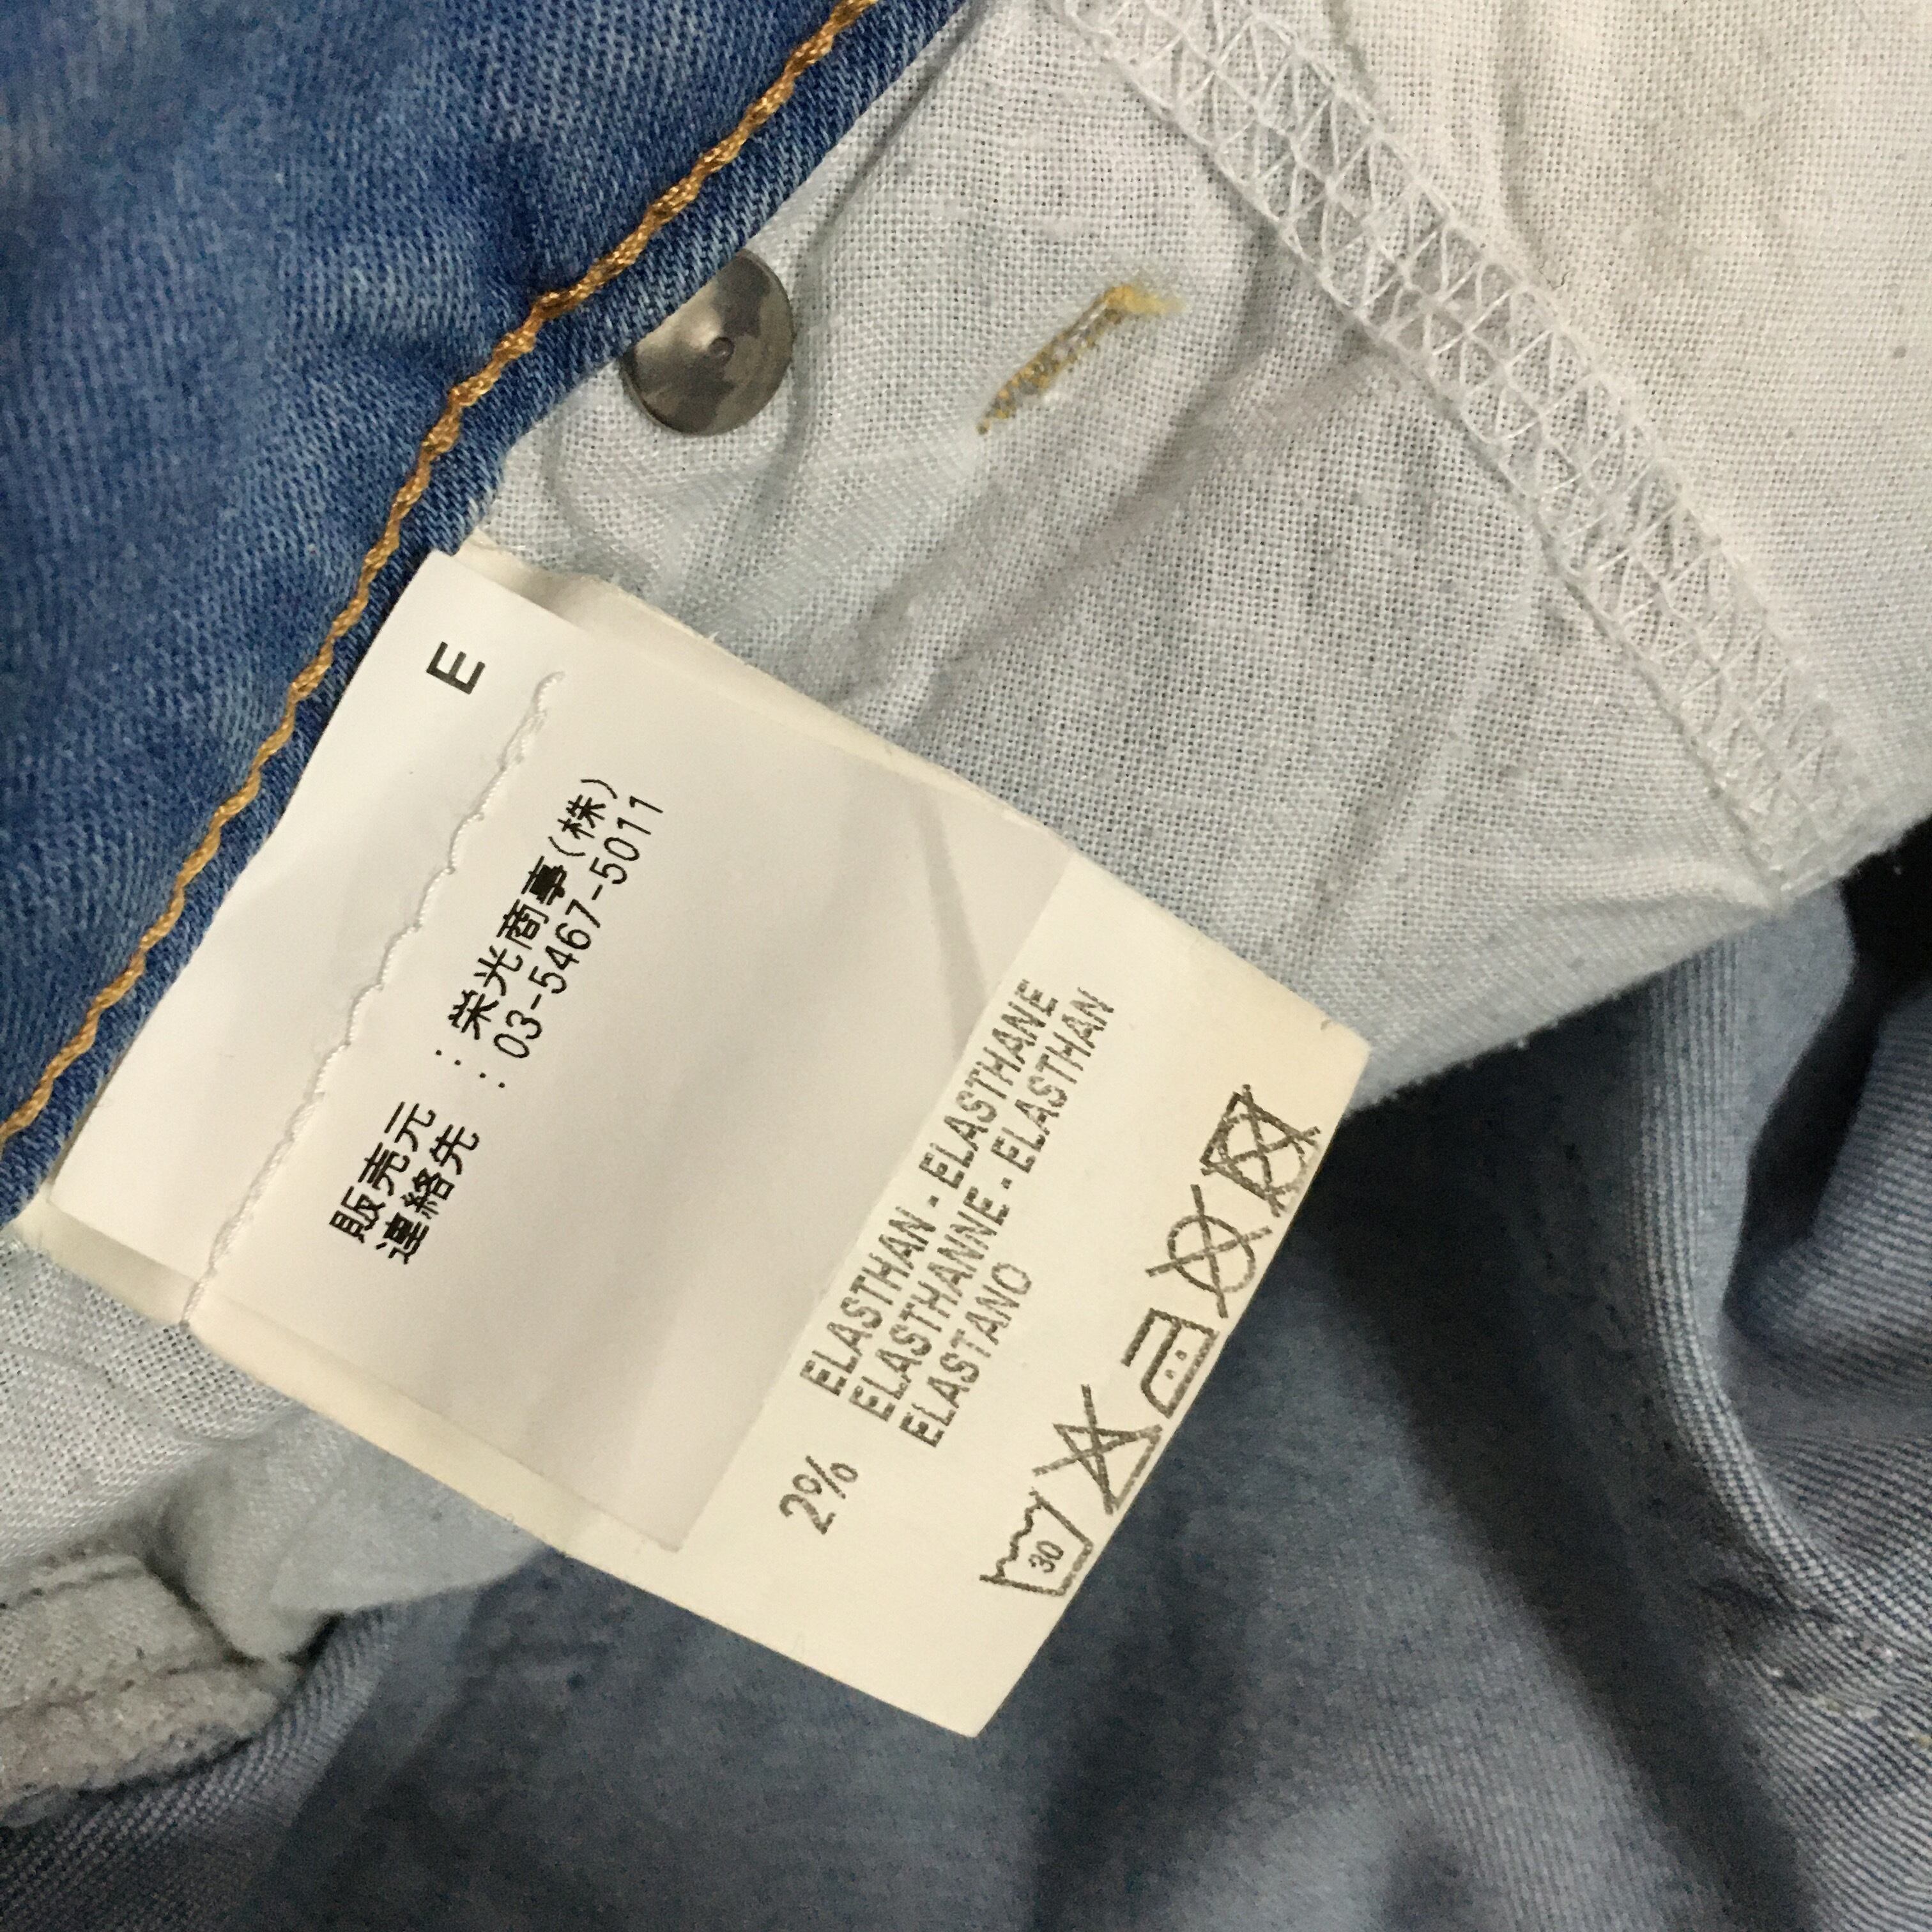 E
販売元 : 栄光商事(株)
連絡先 : 03-5467-5011
2% ELASTHAN - ELASTHANE
ELASTHANNE - ELASTHAN
ELASTANO
30